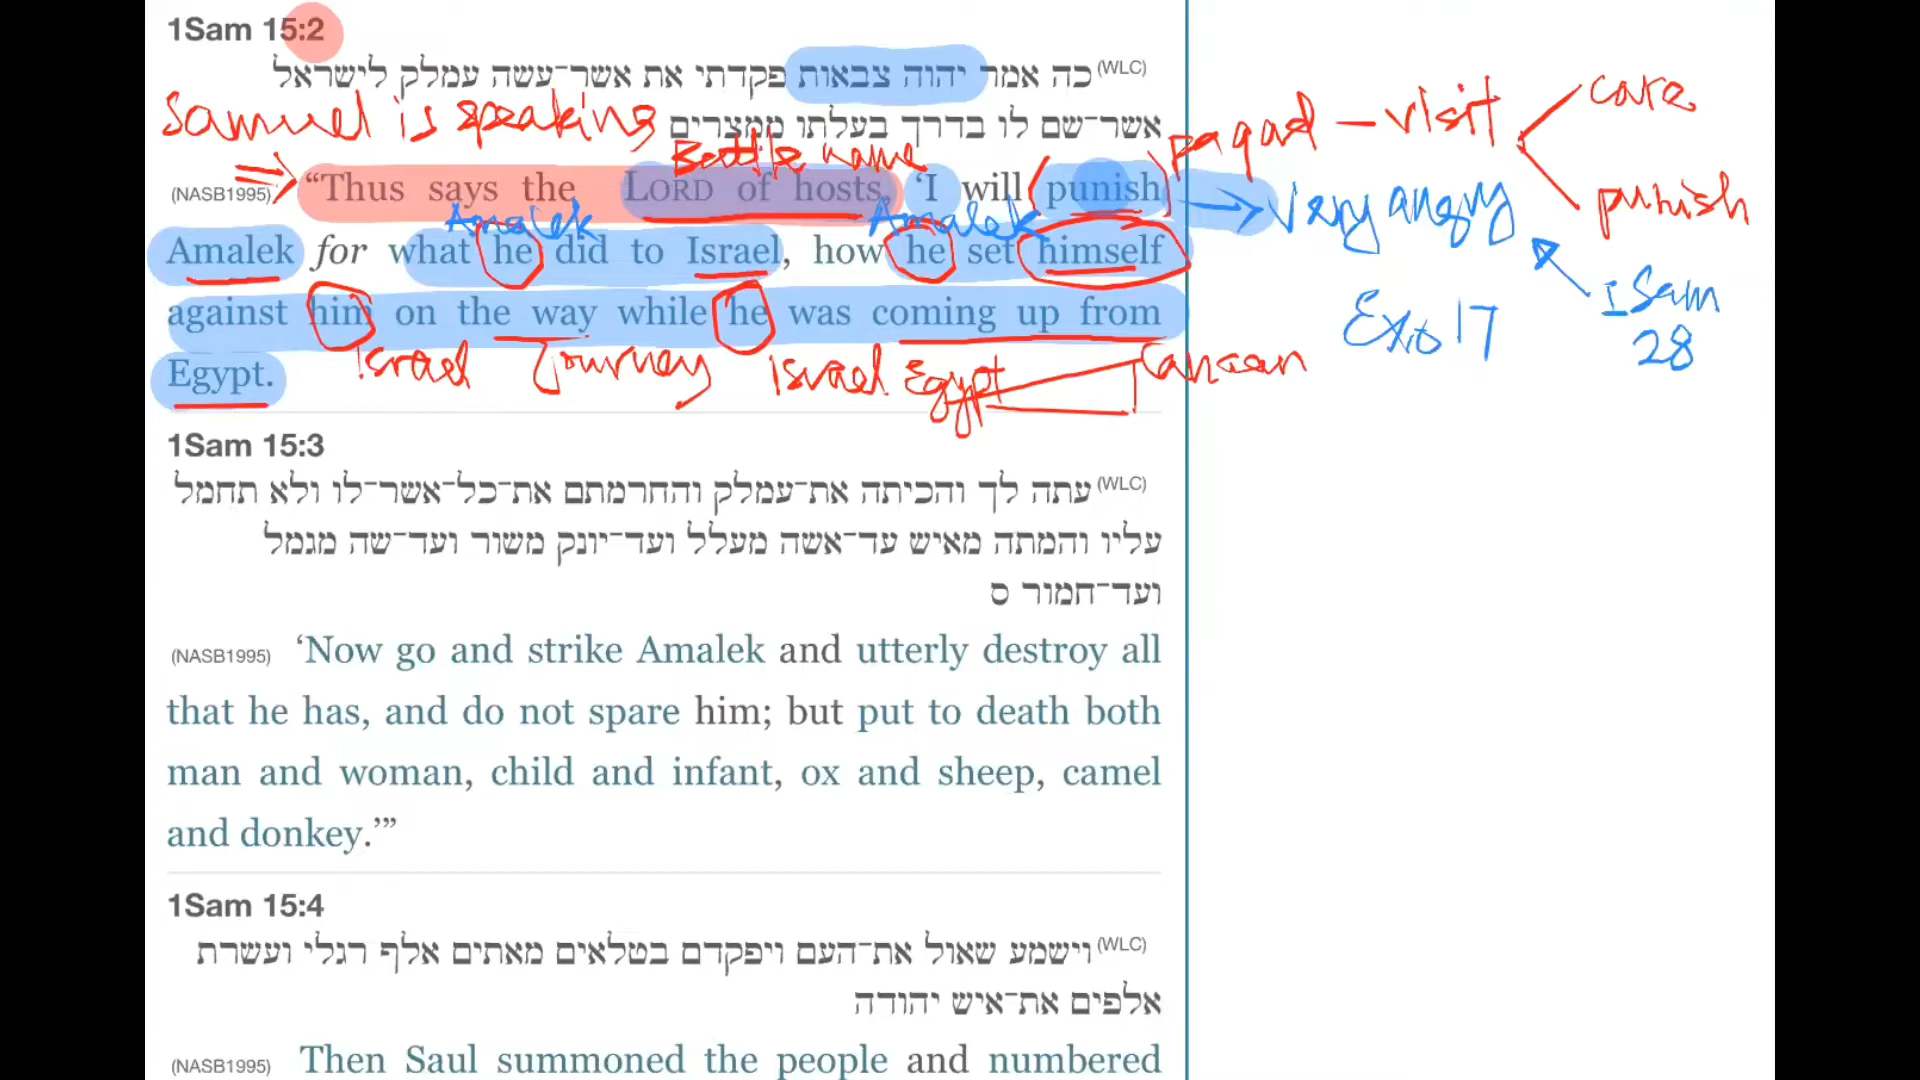 1Sam 15:2
(WLC) כה אמר יהוה צבאות פקדתי את אשר־עשה עמלק לישראל
care
Samuel is speaking
אשר־שם לו בדרך בעלתו ממצרים
paqad — visit
Battle name
(NASB1995) “Thus says the LORD of hosts, ‘I will punish
Very angry
punish
Amalek
Amalek
Amalek for what he did to Israel, how he set himself
against him on the way while he was coming up from
Exo 17
1 Sam
28
Egypt.
Israel Journey Israel Egypt Canaan
1Sam 15:3
(WLC) עתה לך והכיתה את־עמלק והחרמתם את־כל־אשר־לו ולא תחמל
עליו והמתה מאיש עד־אשה מעלל ועד־יונק משור ועד־שה מגמל
ועד־חמור ס
(NASB1995) ‘Now go and strike Amalek and utterly destroy all
that he has, and do not spare him; but put to death both
man and woman, child and infant, ox and sheep, camel
and donkey.’”
1Sam 15:4
(WLC) וישמע שאול את־העם ויפקדם בטלאים מאתים אלף רגלי ועשרת
אלפים את־איש יהודה
(NASB1995) Then Saul summoned the people and numbered